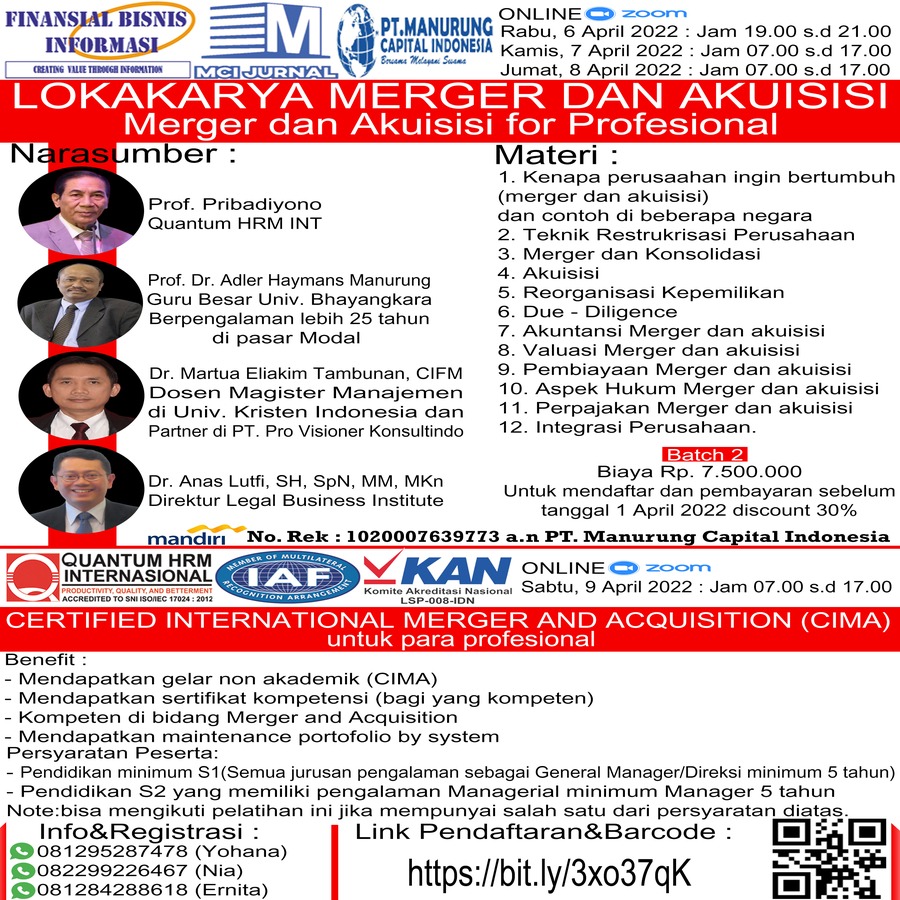 FINANSIAL BISNIS
INFORMASI
CREATING VALUE THROUGH INFORMATION
MCI JURNAL
PT. MANURUNG
CAPITAL INDONESIA
Bersama Melayani Sesama
ONLINE zoom
Rabu, 6 April 2022 : Jam 19.00 s.d 21.00
Kamis, 7 April 2022 : Jam 07.00 s.d 17.00
Jumat, 8 April 2022 : Jam 07.00 s.d 17.00
LOKAKARYA MERGER DAN AKUISISI
Merger dan Akuisisi for Profesional
Narasumber :
Prof. Pribadiyono
Quantum HRM INT
Prof. Dr. Adler Haymans Manurung
Guru Besar Univ. Bhayangkara
Berpengalaman lebih 25 tahun
di pasar Modal
Dr. Martua Eliakim Tambunan, CIFM
Dosen Magister Manajemen
di Univ. Kristen Indonesia dan
Partner di PT. Pro Visioner Konsultindo
Dr. Anas Lutfi, SH, SpN, MM, MKn
Direktur Legal Business Institute
Materi :
1. Kenapa perusaahan ingin bertumbuh
(merger dan akuisisi)
dan contoh di beberapa negara
2. Teknik Restrukrisasi Perusahaan
3. Merger dan Konsolidasi
4. Akuisisi
5. Reorganisasi Kepemilikan
6. Due - Diligence
7. Akuntansi Merger dan akuisisi
8. Valuasi Merger dan akuisisi
9. Pembiayaan Merger dan akuisisi
10. Aspek Hukum Merger dan akuisisi
11. Perpajakan Merger dan akuisisi
12. Integrasi Perusahaan.
Batch 2
Biaya Rp. 7.500.000
Untuk mendaftar dan pembayaran sebelum
tanggal 1 April 2022 discount 30%
mandiri No. Rek : 1020007639773 a.n PT. Manurung Capital Indonesia
QUANTUM HRM
INTERNASIONAL
PRODUCTIVITY, QUALITY, AND BETTERMENT
ACCREDITED TO SNI ISO/IEC 17024 : 2012
MEMBER OF MULTILATERAL
IAF
RECOGNITION ARRANGEMENT
KAN
Komite Akreditasi Nasional
LSP-008-IDN
ONLINE zoom
Sabtu, 9 April 2022 : Jam 07.00 s.d 17.00
CERTIFIED INTERNATIONAL MERGER AND ACQUISITION (CIMA)
untuk para profesional
Benefit :
- Mendapatkan gelar non akademik (CIMA)
- Mendapatkan sertifikat kompetensi (bagi yang kompeten)
- Kompeten di bidang Merger and Acquisition
- Mendapatkan maintenance portofolio by system
Persyaratan Peserta:
- Pendidikan minimum S1(Semua jurusan pengalaman sebagai General Manager/Direksi minimum 5 tahun)
- Pendidikan S2 yang memiliki pengalaman Managerial minimum Manager 5 tahun
Note:bisa mengikuti pelatihan ini jika mempunyai salah satu dari persyaratan diatas.
Info&Registrasi :
081295287478 (Yohana)
082299226467 (Nia)
081284288618 (Ernita)
Link Pendaftaran&Barcode :
https://bit.ly/3xo37qK